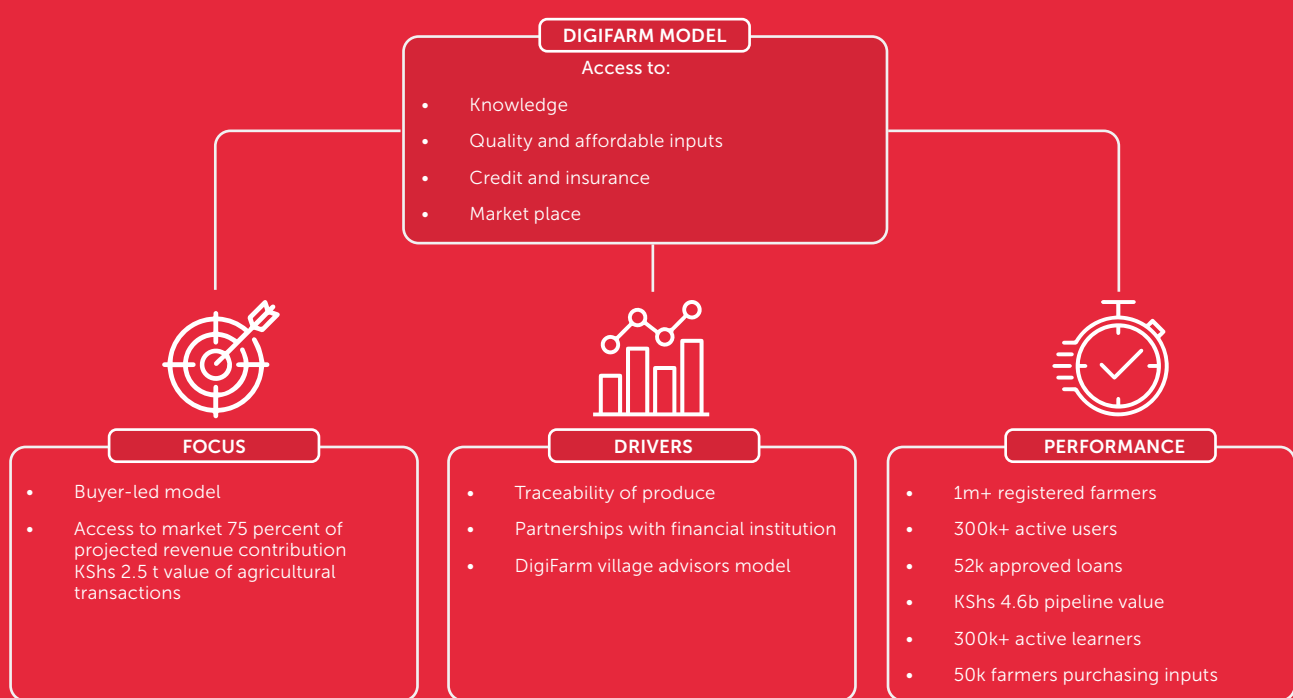 DIGIFARM MODEL
Access to:
• Knowledge
• Quality and affordable inputs
• Credit and insurance
• Market place
FOCUS
• Buyer-led model
• Access to market 75 percent of
projected revenue contribution
KShs 2.5 t value of agricultural
transactions
DRIVERS
• Traceability of produce
• Partnerships with financial institution
• DigiFarm village advisors model
PERFORMANCE
• 1m+ registered farmers
• 300k+ active users
• 52k approved loans
• KShs 4.6b pipeline value
• 300k+ active learners
• 50k farmers purchasing inputs